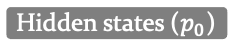 Hidden states (p₀)